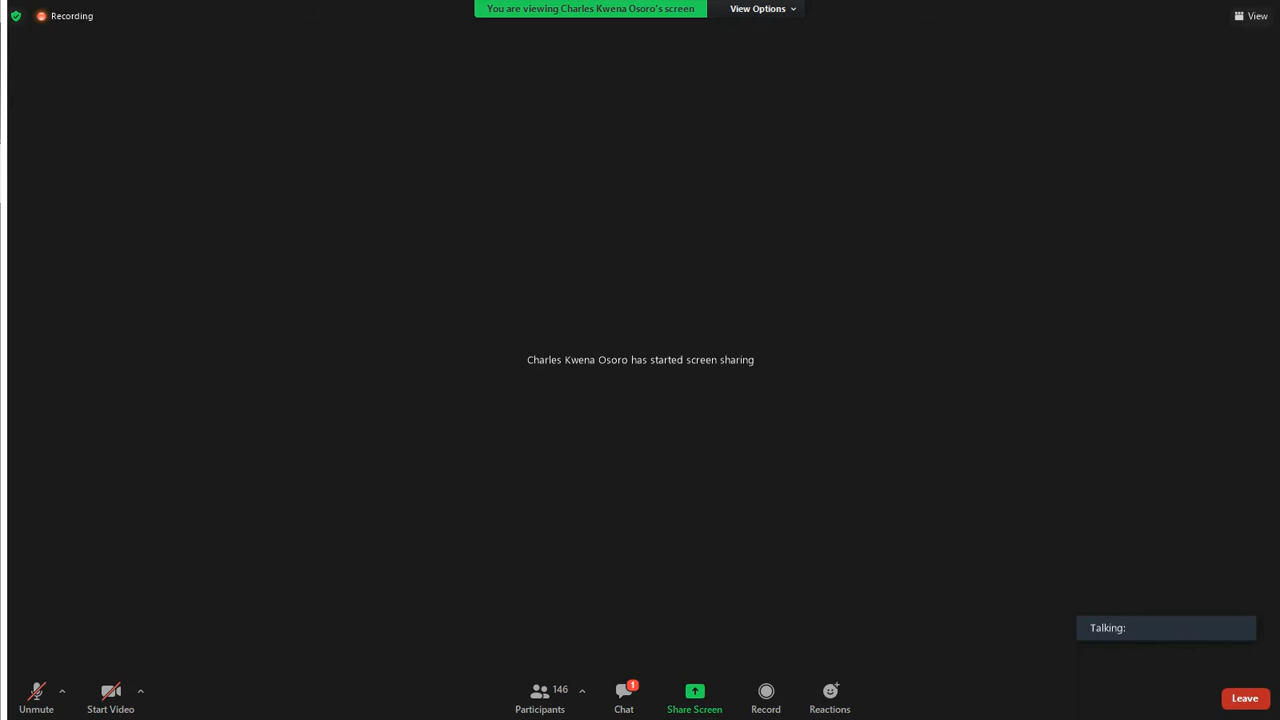 Recording
You are viewing Charles Kwena Osoro's screen
View Options
View
Charles Kwena Osoro has started screen sharing
Talking:
Unmute
Start Video
146
Participants
1
Chat
Share Screen
Record
Reactions
Leave